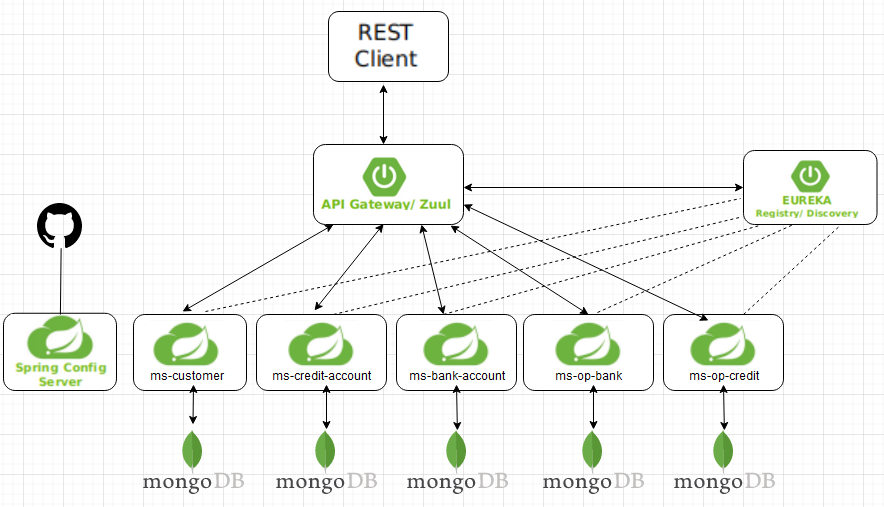 REST
Client
API Gateway/ Zuul
EUREKA
Registry/ Discovery
Spring Config
Server
ms-customer
ms-credit-account
ms-bank-account
ms-op-bank
ms-op-credit
mongoDB
mongoDB
mongoDB
mongoDB
mongoDB